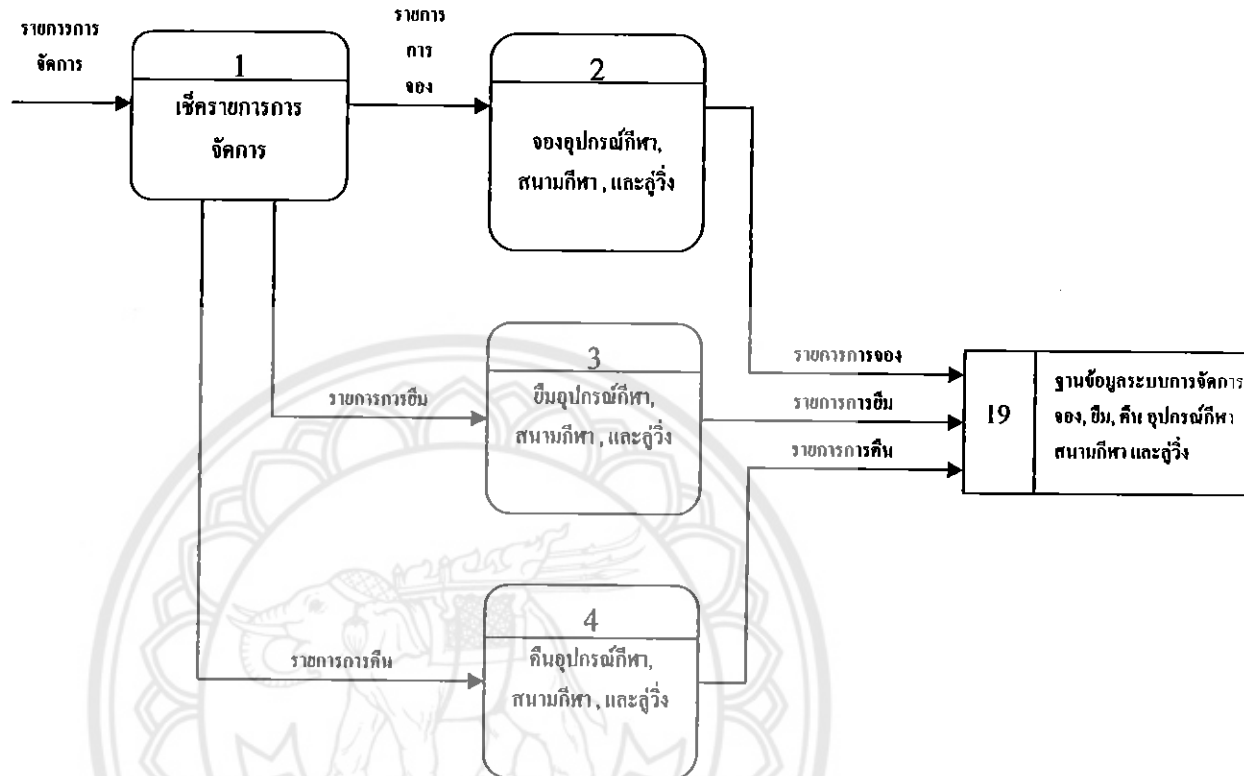 รายการการ
จัดการ
1
เช็ครายการการ
จัดการ
รายการ
การ
จอง
2
จองอุปกรณ์กีฬา,
สนามกีฬา , และลู่วิ่ง
3
ยืมอุปกรณ์กีฬา,
สนามกีฬา , และลู่วิ่ง
รายการการยืม
4
คืนอุปกรณ์กีฬา,
สนามกีฬา , และลู่วิ่ง
รายการการคืน
รายการการจอง
รายการการยืม
รายการการคืน
19
ฐานข้อมูลระบบการจัดการ
จอง, ยืม, คืน อุปกรณ์กีฬา
สนามกีฬา และลู่วิ่ง